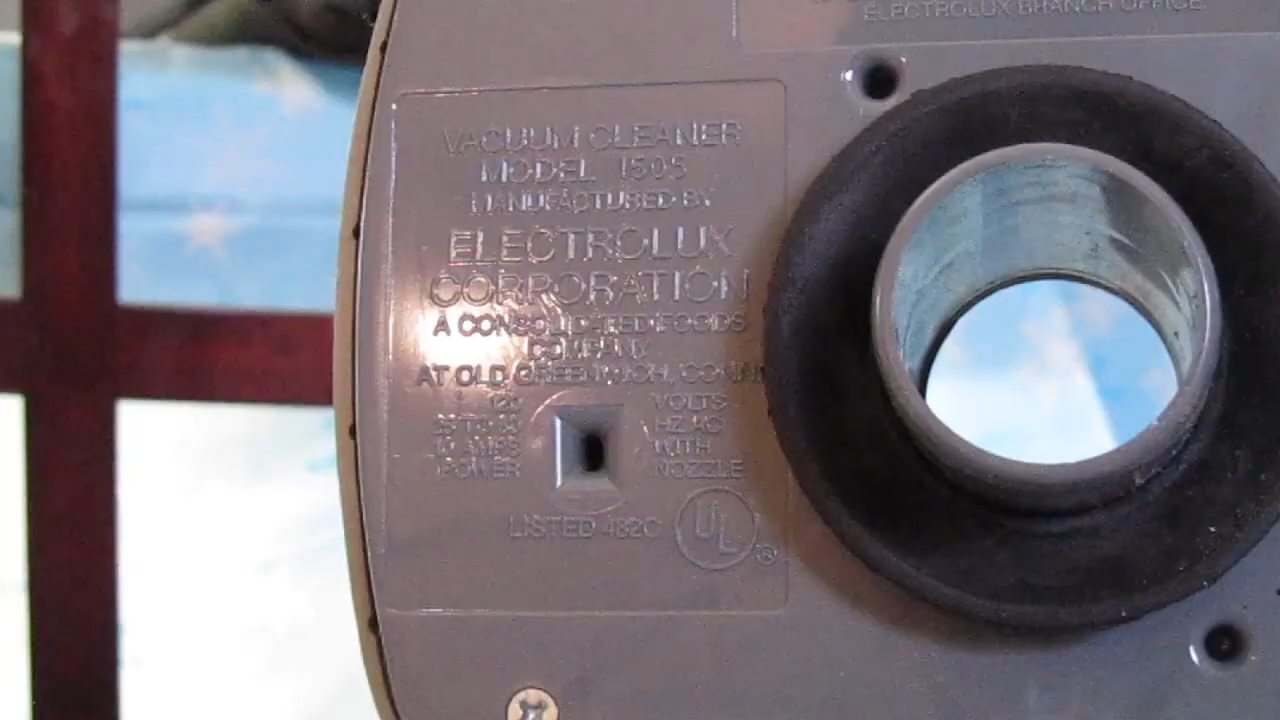 ELECTROLUX BRANCH OFFICE
VACUUM CLEANER
MODEL 1505
MANUFACTURED BY
ELECTROLUX
CORPORATION
A CONSOLIDATED FOODS
COMPANY
AT OLD GREENWICH, CONN.
120 VOLTS
HZ AC
AMPS WITH
POWER NOZZLE
LISTED 482C UL ®